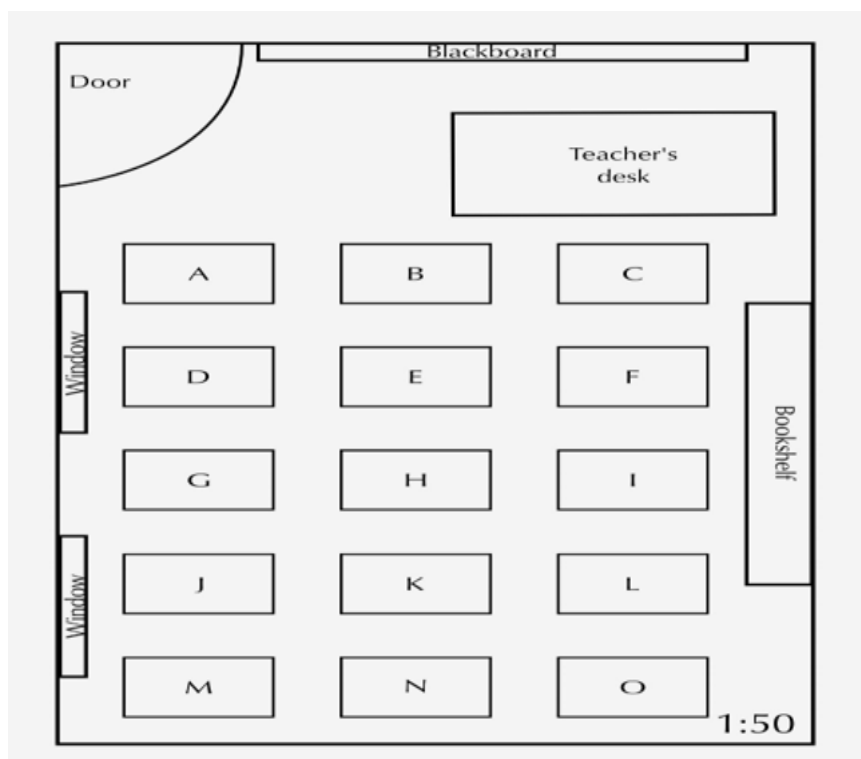 Blackboard
Door
Teacher's
desk
A
B
C
Window
D
E
F
Bookshelf
G
H
I
Window
J
K
L
M
N
O
1:50